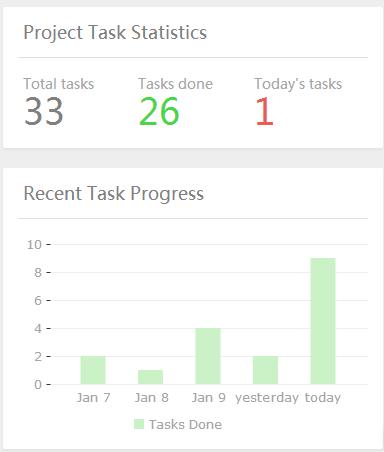 Project Task Statistics
Total tasks Tasks done Today's tasks
33 26 1
Recent Task Progress
10
8
6
4
2
0
Jan 7 Jan 8 Jan 9 yesterday today
Tasks Done